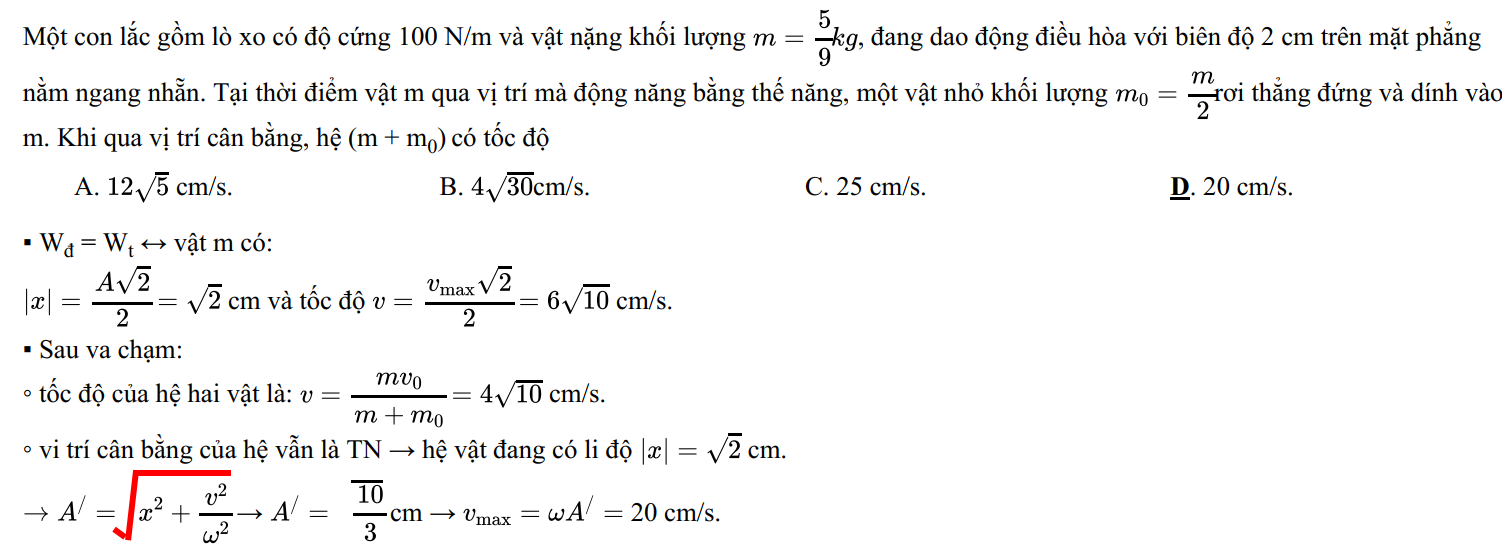 Một con lắc gồm lò xo có độ cứng 100 N/m và vật nặng khối lượng $m = \frac{5}{9}kg$, đang dao động điều hòa với biên độ 2 cm trên mặt phẳng
nằm ngang nhẵn. Tại thời điểm vật m qua vị trí mà động năng bằng thế năng, một vật nhỏ khối lượng $m_0 = \frac{m}{2}$rơi thẳng đứng và dính vào
m. Khi qua vị trí cân bằng, hệ (m + m₀) có tốc độ
A. $12\sqrt{5}$ cm/s. B. $4\sqrt{30}$cm/s. C. 25 cm/s. D. 20 cm/s.
▪ Wđ = Wt ↔ vật m có:
$|x| = \frac{A\sqrt{2}}{2} = \sqrt{2}$ cm và tốc độ $v = \frac{v_{\max}\sqrt{2}}{2} = 6\sqrt{10}$ cm/s.
▪ Sau va chạm:
∘ tốc độ của hệ hai vật là: $v = \frac{mv_0}{m + m_0} = 4\sqrt{10}$ cm/s.
∘ vi trí cân bằng của hệ vẫn là TN → hệ vật đang có li độ $|x| = \sqrt{2}$ cm.
→ $A^{/} = \sqrt{x^2 + \frac{v^2}{\omega^2}}$ → $A^{/} = \frac{\overline{10}}{3}$cm → $v_{\max} = \omega A^{/}$ = 20 cm/s.